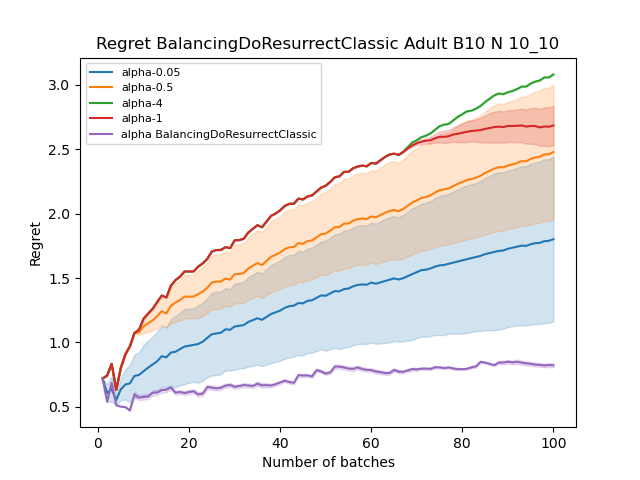 Regret BalancingDoResurrectClassic Adult B10 N 10_10
alpha-0.05
alpha-0.5
alpha-4
alpha-1
alpha BalancingDoResurrectClassic
Regret
3.0
2.5
2.0
1.5
1.0
0.5
0 20 40 60 80 100
Number of batches